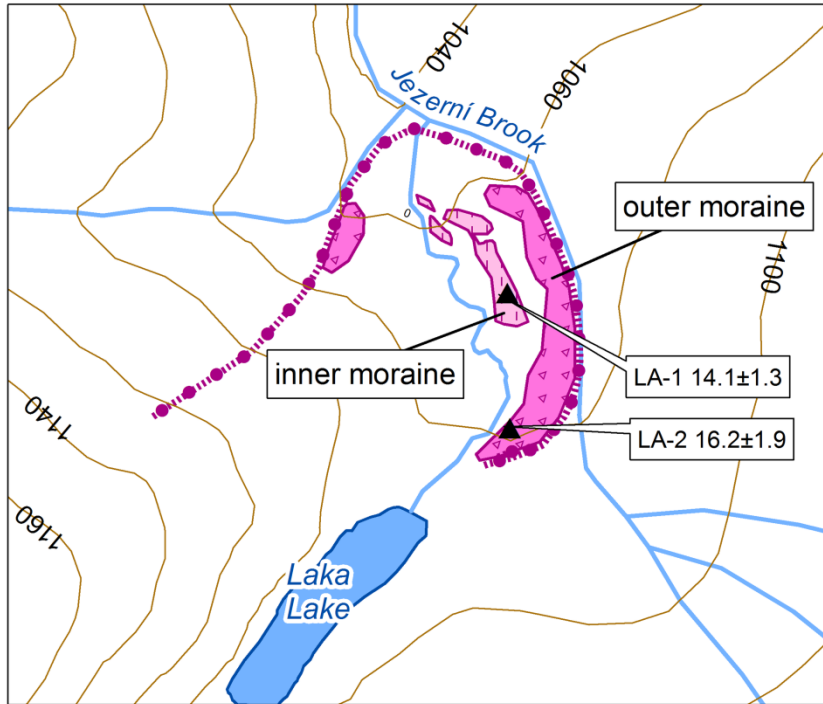 1040
1060
Jezerní Brook
outer moraine
1100
0
inner moraine
LA-1 14.1±1.3
LA-2 16.2±1.9
1140
1160
Laka
Lake